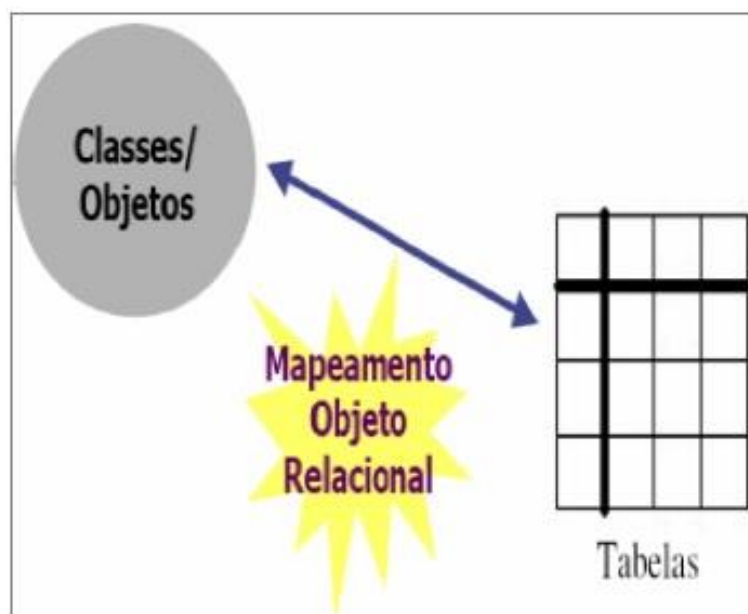 Classes/
Objetos
Mapeamento
Objeto
Relacional
Tabelas